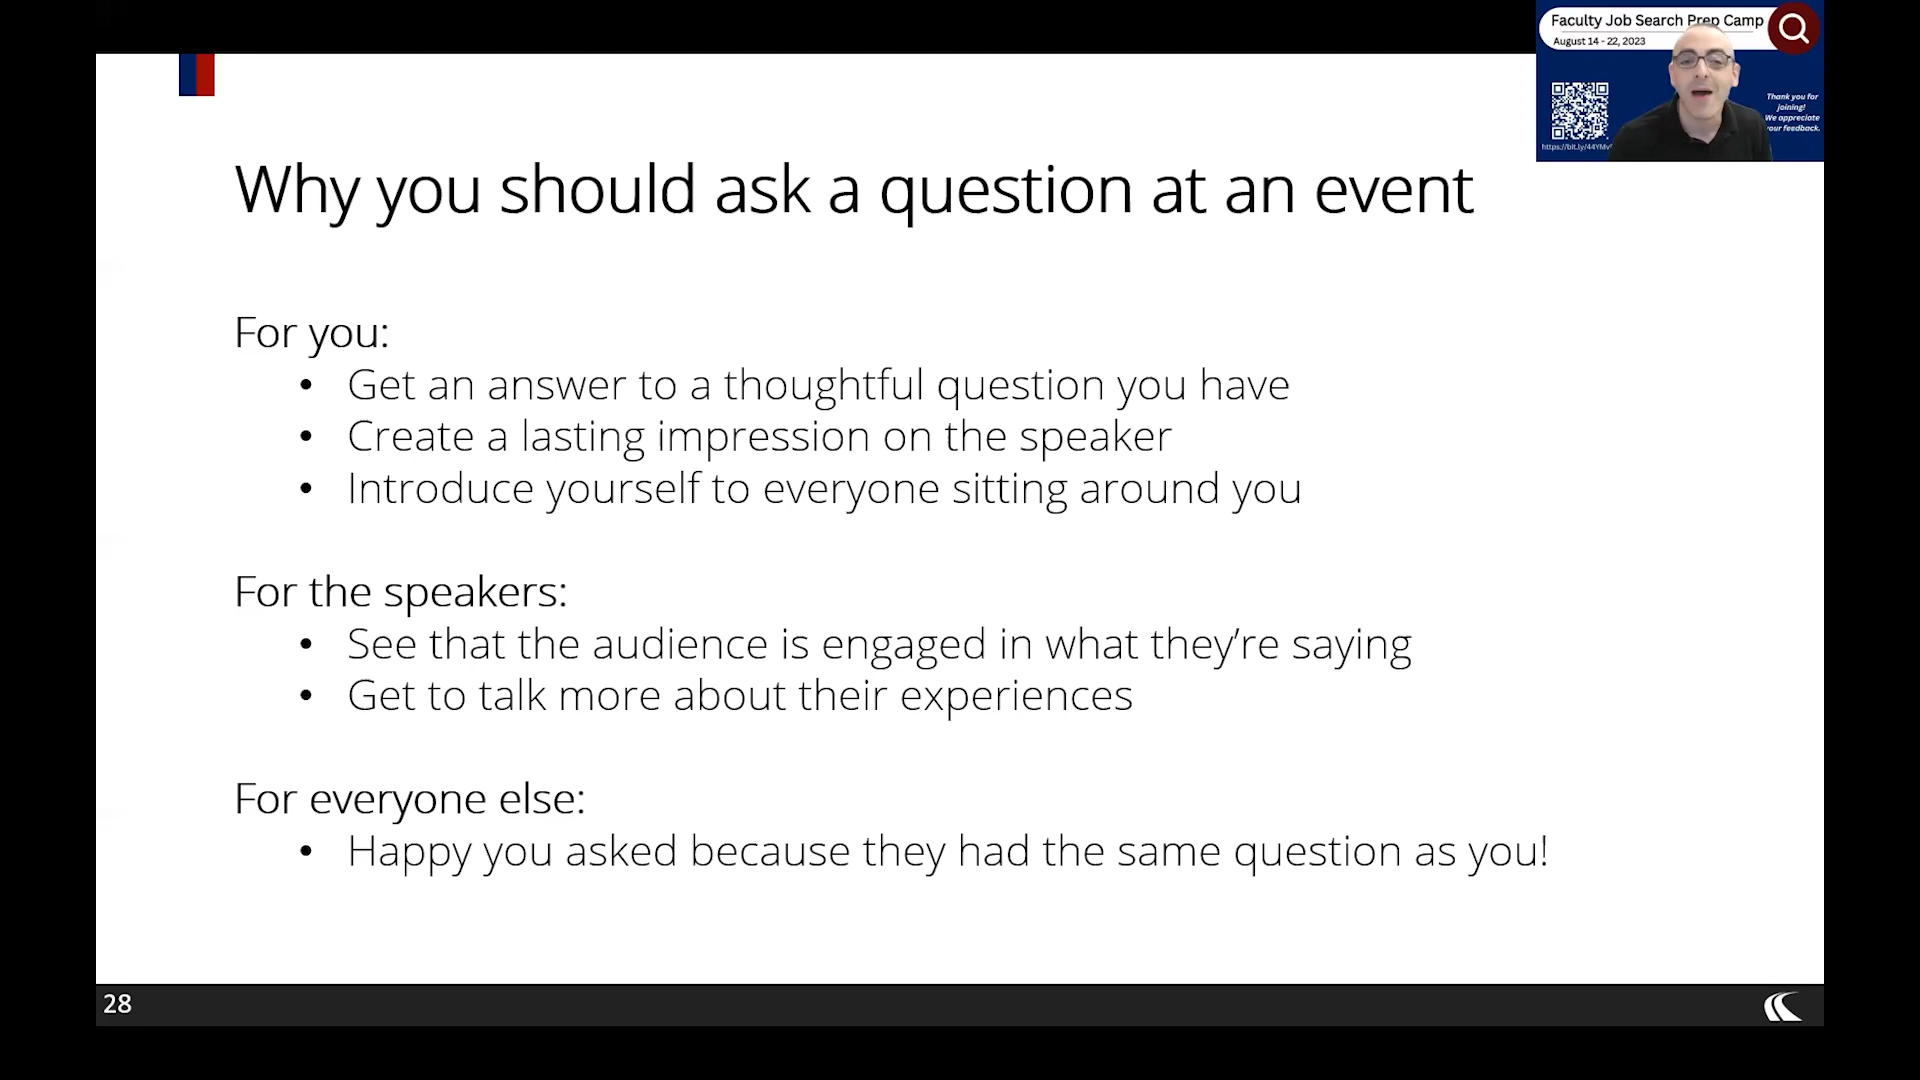 Faculty Job Search Prep Camp
August 14 - 22, 2023
Thank you for
joining!
We appreciate
your feedback.
Why you should ask a question at an event
For you:
• Get an answer to a thoughtful question you have
• Create a lasting impression on the speaker
• Introduce yourself to everyone sitting around you
For the speakers:
• See that the audience is engaged in what they're saying
• Get to talk more about their experiences
For everyone else:
• Happy you asked because they had the same question as you!
28